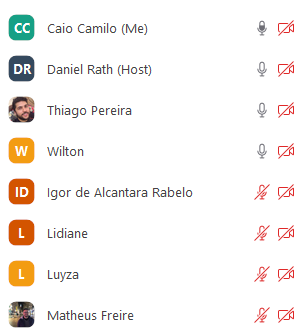 CC Caio Camilo (Me)
DR Daniel Rath (Host)
Thiago Pereira
W Wilton
ID Igor de Alcantara Rabelo
L Lidiane
L Luyza
Matheus Freire